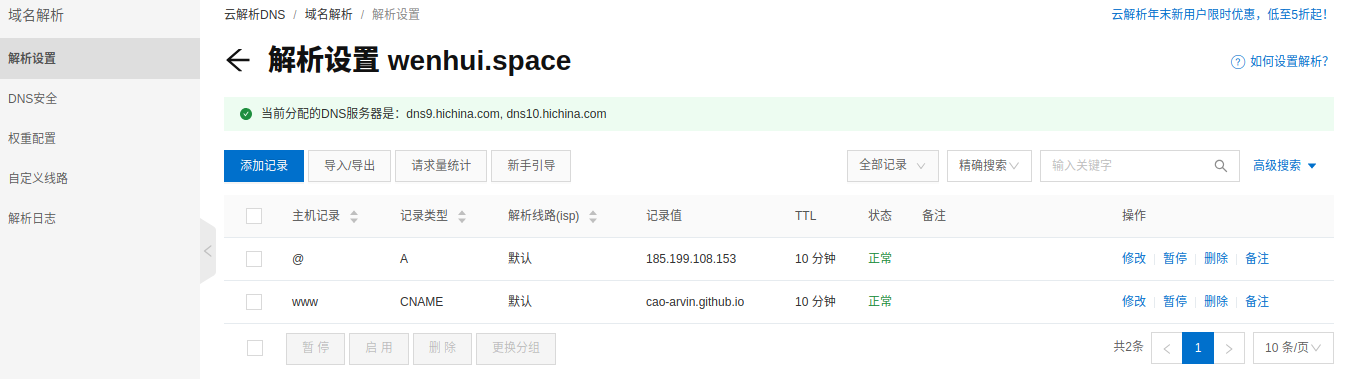 域名解析
解析设置
DNS安全
权重配置
自定义线路
解析日志
云解析DNS / 域名解析 / 解析设置
云解析年末新用户限时优惠，低至5折起！
解析设置 wenhui.space
如何设置解析？
当前分配的DNS服务器是：dns9.hichina.com, dns10.hichina.com
添加记录 导入/导出 请求量统计 新手引导 全部记录 精确搜索 输入关键字 高级搜索
主机记录 记录类型 解析线路(isp) 记录值 TTL 状态 备注 操作
@ A 默认 185.199.108.153 10 分钟 正常 修改 暂停 删除 备注
www CNAME 默认 cao-arvin.github.io 10 分钟 正常 修改 暂停 删除 备注
暂 停 启 用 删 除 更换分组 共2条 1 10 条/页